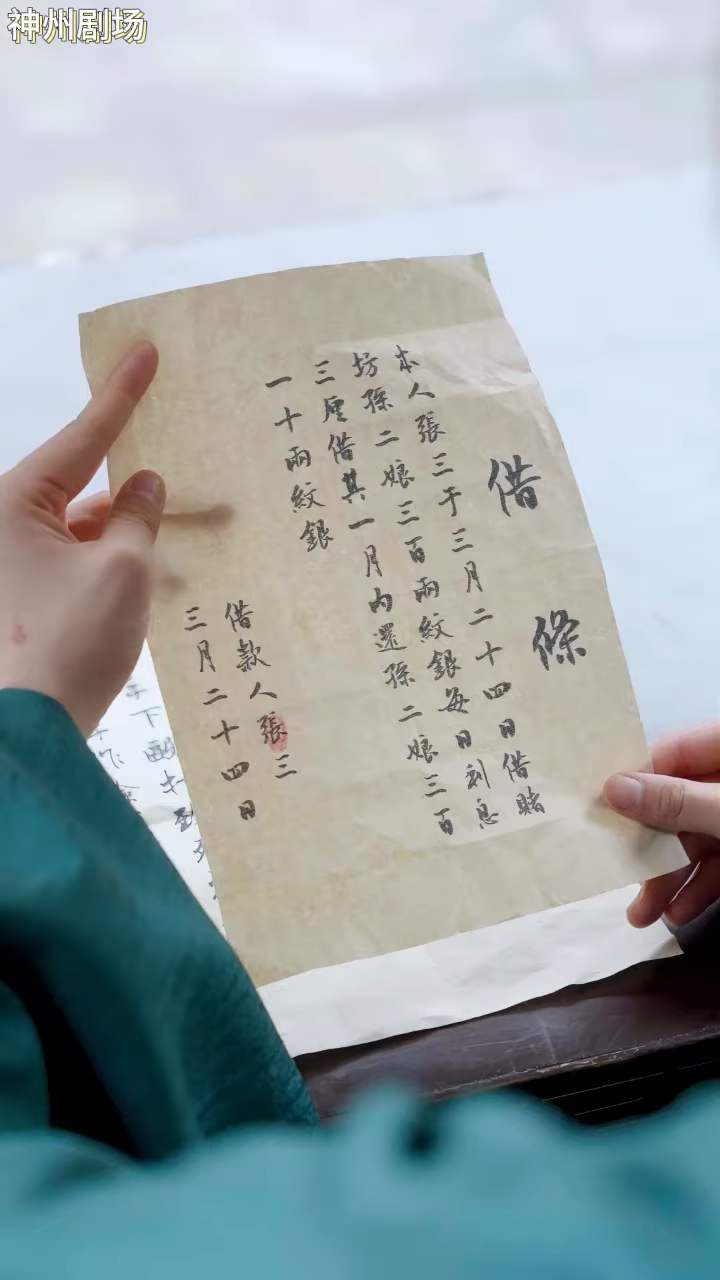 神州剧场
借條
本人張三于三月二十四日借賭
坊孫二娘三百兩紋銀每日利息
三厘借其一月內還孫二娘三百
一十兩紋銀
借款人張三
三月二十四日